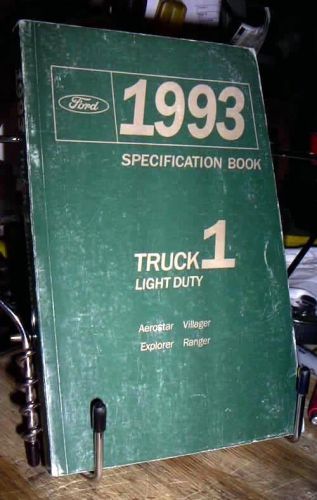 Ford
1993
SPECIFICATION BOOK
TRUCK 1
LIGHT DUTY
Aerostar Villager
Explorer Ranger